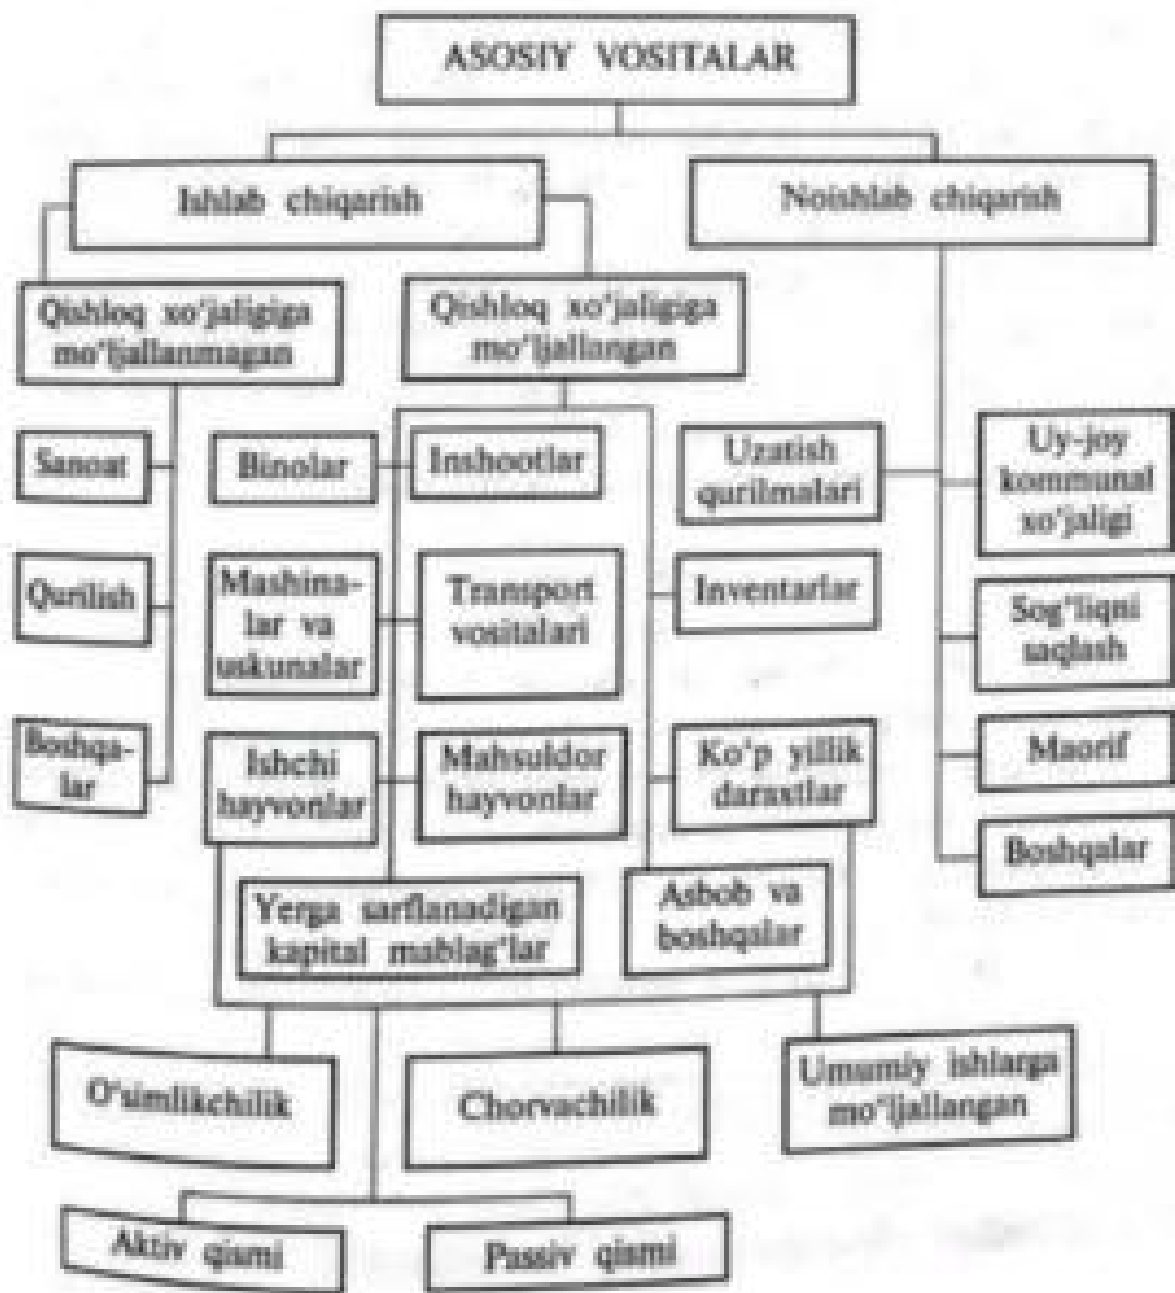 ASOSIY VOSITALAR
Ishlab chiqarish
Noishlab chiqarish
Qishloq xo'jaligiga
mo'ljallanmagan
Qishloq xo'jaligiga
mo'ljallangan
Sanoat
Binolar
Inshootlar
Uzatish
qurilmalari
Uy-joy
kommunal
xo'jaligi
Qurilish
Mashina-
lar va
uskunalar
Transport
vositalari
Inventarlar
Sog'liqni
saqlash
Boshqa-
lar
Ishchi
hayvonlar
Mahsuldor
hayvonlar
Ko'p yillik
daraxtlar
Maorif
Boshqalar
Yerga sarflanadigan
kapital mablag'lar
Asbob va
boshqalar
O'simlikchilik
Chorvachilik
Umumiy ishlarga
mo'ljallangan
Aktiv qismi
Passiv qismi